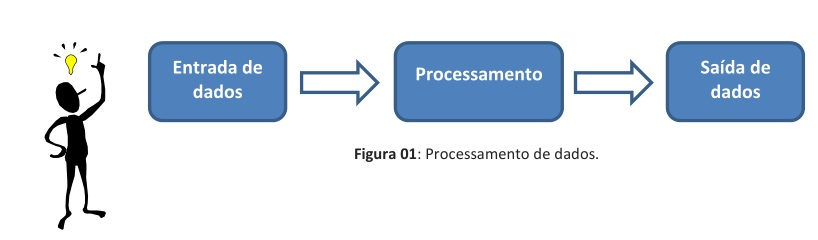 Entrada de
dados
Processamento
Saída de
dados
Figura 01: Processamento de dados.